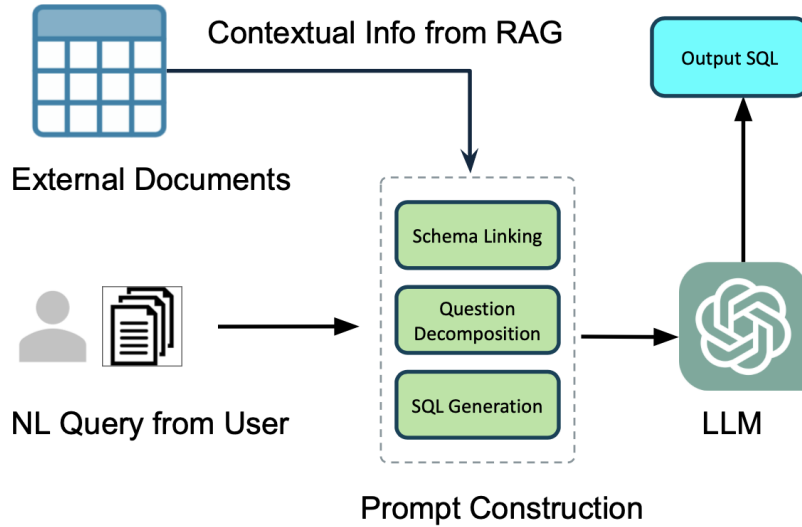 Contextual Info from RAG
Output SQL
External Documents
Schema Linking
Question
Decomposition
SQL Generation
NL Query from User
LLM
Prompt Construction